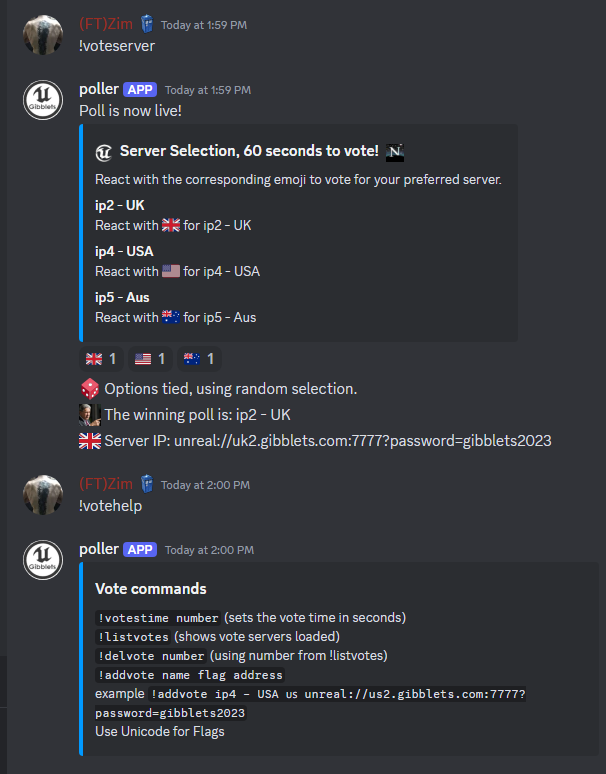 (FT)Zim Today at 1:59 PM
!voteserver
poller APP Today at 1:59 PM
Gibblets
Poll is now live!
Server Selection, 60 seconds to vote! N
React with the corresponding emoji to vote for your preferred server.
ip2 - UK
React with 🇬🇧 for ip2 - UK
ip4 - USA
React with 🇺🇸 for ip4 - USA
ip5 - Aus
React with 🇦🇺 for ip5 - Aus
🇬🇧 1 🇺🇸 1 🇦🇺 1
🎲 Options tied, using random selection.
The winning poll is: ip2 - UK
🇬🇧 Server IP: unreal://uk2.gibblets.com:7777?password=gibblets2023
(FT)Zim Today at 2:00 PM
!votehelp
poller APP Today at 2:00 PM
Gibblets
Vote commands
!votestime number (sets the vote time in seconds)
!listvotes (shows vote servers loaded)
!delvote number (using number from !listvotes)
!addvote name flag address
example !addvote ip4 - USA us unreal://us2.gibblets.com:7777?
password=gibblets2023
Use Unicode for Flags